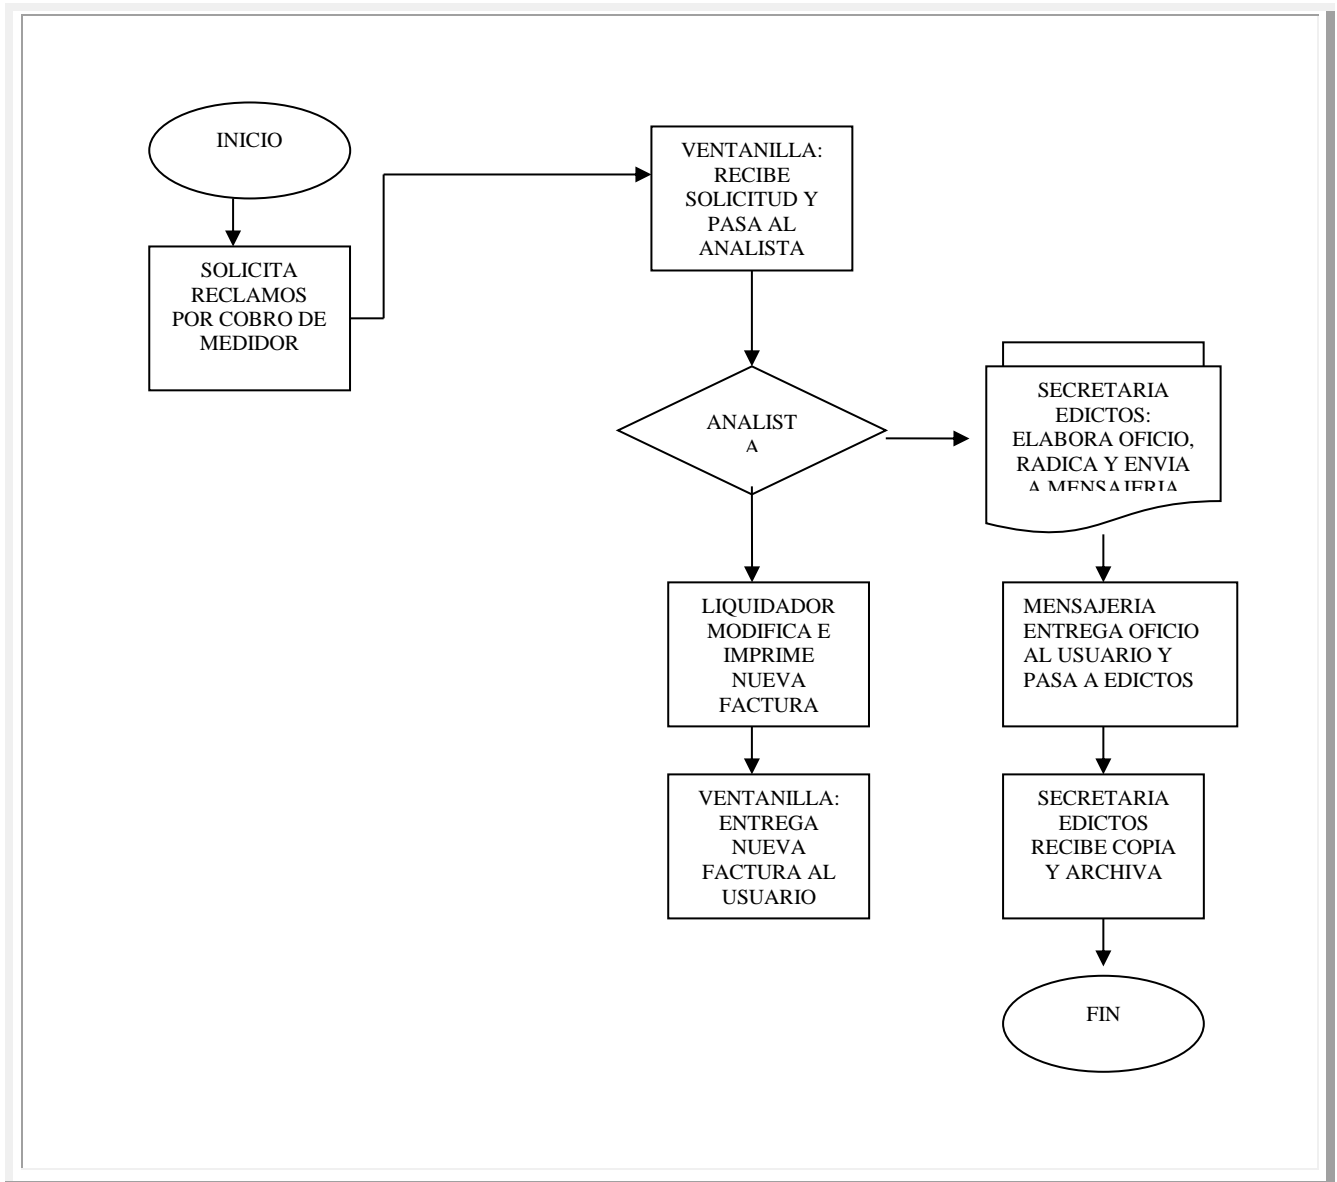 INICIO
SOLICITA
RECLAMOS
POR COBRO DE
MEDIDOR
VENTANILLA:
RECIBE
SOLICITUD Y
PASA AL
ANALISTA
ANALIST
A
SECRETARIA
EDICTOS:
ELABORA OFICIO,
RADICA Y ENVIA
A MENSAJERIA
LIQUIDADOR
MODIFICA E
IMPRIME
NUEVA
FACTURA
MENSAJERIA
ENTREGA OFICIO
AL USUARIO Y
PASA A EDICTOS
VENTANILLA:
ENTREGA
NUEVA
FACTURA AL
USUARIO
SECRETARIA
EDICTOS
RECIBE COPIA
Y ARCHIVA
FIN